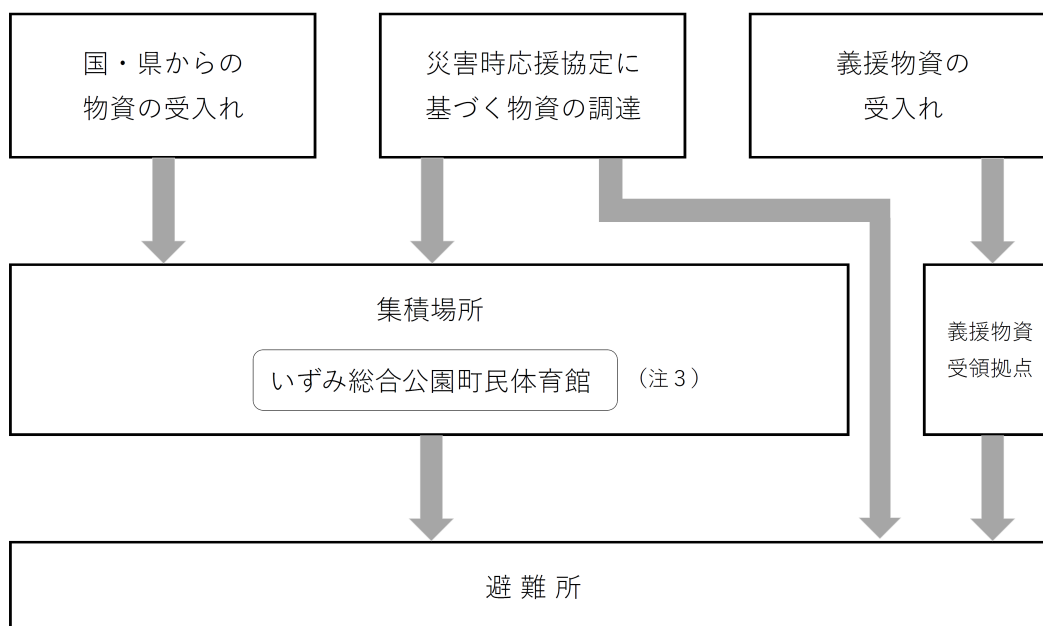 国・県からの
物資の受入れ
災害時応援協定に
基づく物資の調達
義援物資の
受入れ
集積場所
いずみ総合公園町民体育館
(注３)
義援物資
受領拠点
避 難 所